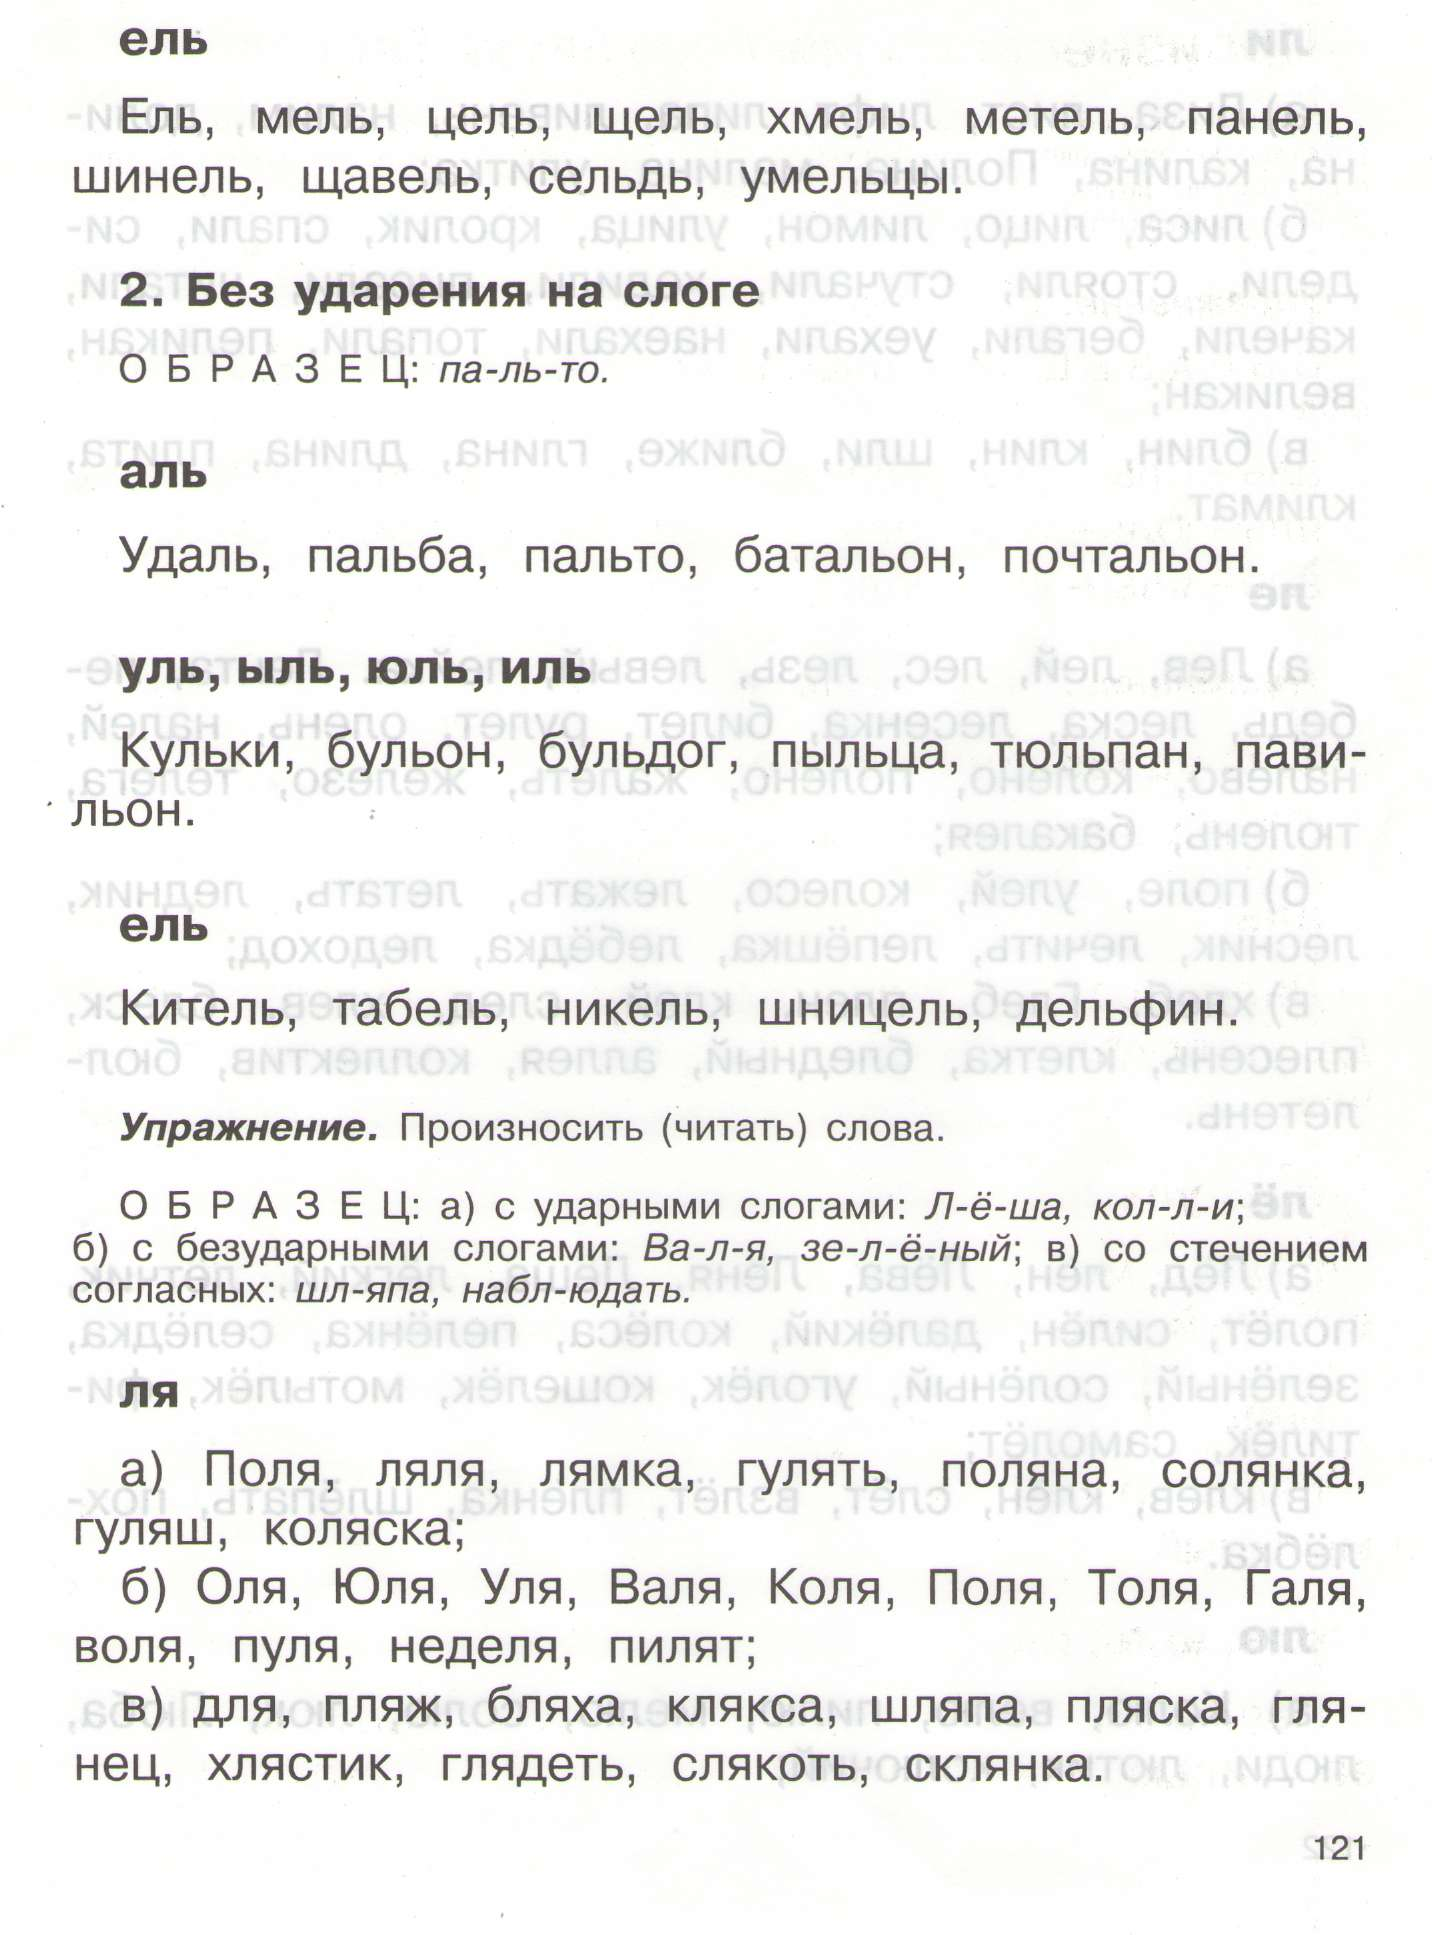 ель
Ель, мель, цель, щель, хмель, метель, панель,
шинель, щавель, сельдь, умельцы.
2. Без ударения на слоге
О Б Р А З Е Ц: па-ль-то.
аль
Удаль, пальба, пальто, батальон, почтальон.
уль, ыль, юль, иль
Кульки, бульон, бульдог, пыльца, тюльпан, пави-
льон.
ель
Китель, табель, никель, шницель, дельфин.
Упражнение. Произносить (читать) слова.
О Б Р А З Е Ц: а) с ударными слогами: Л-ё-ша, кол-л-и;
б) с безударными слогами: Ва-л-я, зе-л-ё-ный; в) со стечением
согласных: шл-япа, набл-юдать.
ля
а) Поля, ляля, лямка, гулять, поляна, солянка,
гуляш, коляска;
б) Оля, Юля, Уля, Валя, Коля, Поля, Толя, Галя,
воля, пуля, неделя, пилят;
в) для, пляж, бляха, клякса, шляпа, пляска, гля-
нец, хлястик, глядеть, слякоть, склянка.
121